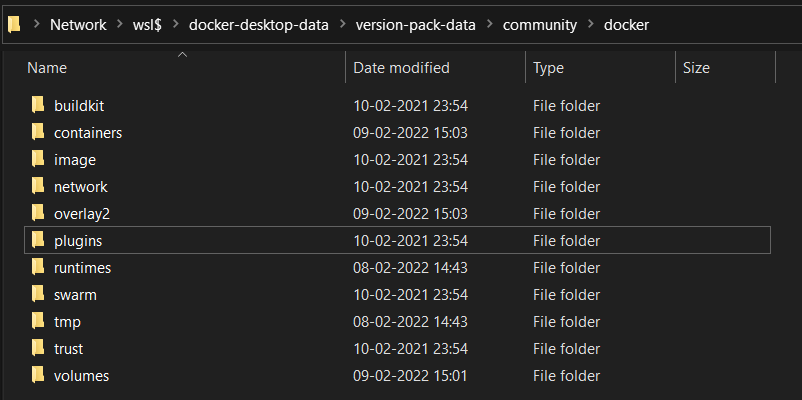 Network > wsl$ > docker-desktop-data > version-pack-data > community > docker
Name Date modified Type Size
buildkit 10-02-2021 23:54 File folder
containers 09-02-2022 15:03 File folder
image 10-02-2021 23:54 File folder
network 10-02-2021 23:54 File folder
overlay2 09-02-2022 15:03 File folder
plugins 10-02-2021 23:54 File folder
runtimes 08-02-2022 14:43 File folder
swarm 10-02-2021 23:54 File folder
tmp 08-02-2022 14:43 File folder
trust 10-02-2021 23:54 File folder
volumes 09-02-2022 15:01 File folder